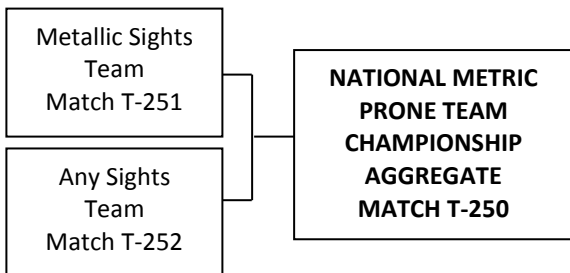 Metallic Sights
Team
Match T-251
Any Sights
Team
Match T-252
NATIONAL METRIC
PRONE TEAM
CHAMPIONSHIP
AGGREGATE
MATCH T-250